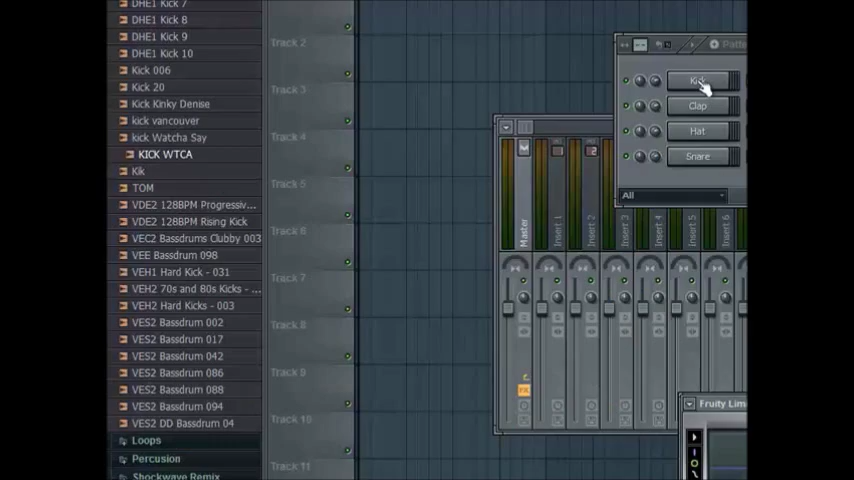 DHE1 Kick 7
DHE1 Kick 8
DHE1 Kick 9
DHE1 Kick 10
Kick 006
Kick 20
Kick Kinky Denise
kick vancouver
kick Watcha Say
KICK WTCA
Kik
TOM
VDE2 128BPM Progressiv...
VDE2 128BPM Rising Kick
VEC2 Bassdrums Clubby 003
VEE Bassdrum 098
VEH1 Hard Kick - 031
VEH2 70s and 80s Kicks - ...
VEH2 Hard Kicks - 003
VES2 Bassdrum 002
VES2 Bassdrum 017
VES2 Bassdrum 042
VES2 Bassdrum 086
VES2 Bassdrum 088
VES2 Bassdrum 094
VES2 DD Bassdrum 04
Loops
Percusion
Shockwave Remix
Track 2
Track 3
Track 4
Track 5
Track 6
Track 7
Track 8
Track 9
Track 10
Track 11
Master
Insert 1
Insert 2
Insert 3
Insert 4
Insert 5
Insert 6
FX
Patte
Kick
Clap
Hat
Snare
All
Fruity Lim